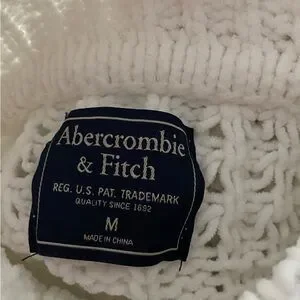 Abercrombie
& Fitch
REG. U.S. PAT. TRADEMARK
QUALITY SINCE 1892
M
MADE IN CHINA